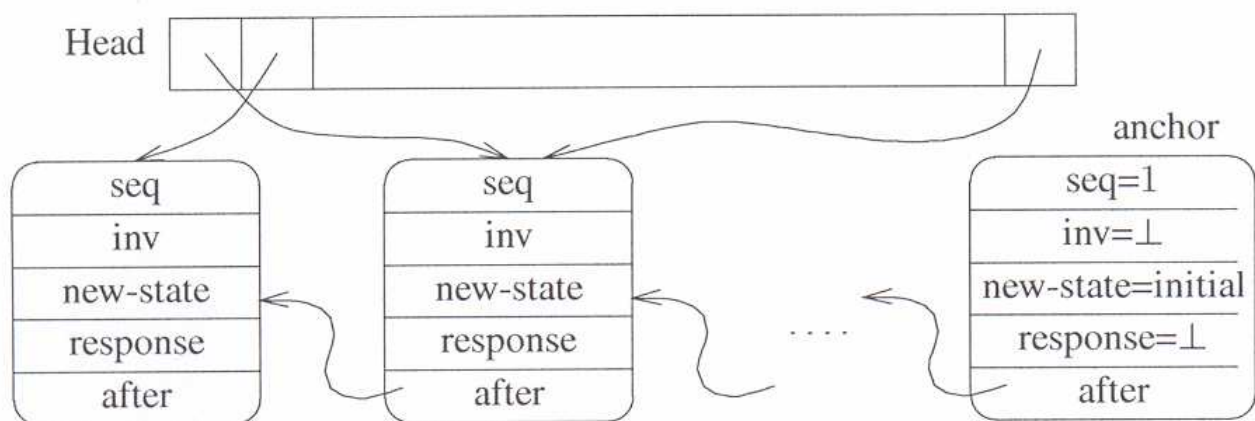 Head
anchor
seq
inv
new-state
response
after
seq
inv
new-state
response
after
. . . .
seq=1
inv=⊥
new-state=initial
response=⊥
after